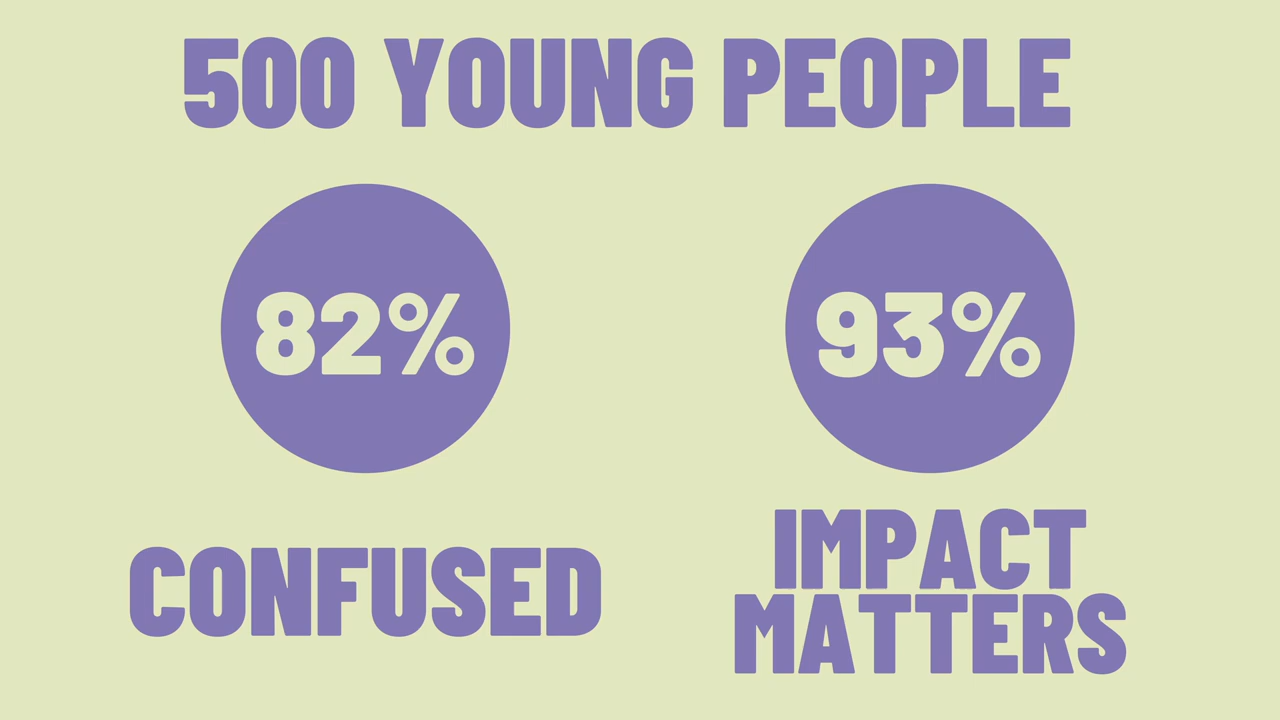 500 YOUNG PEOPLE
82%
93%
CONFUSED
IMPACT
MATTERS